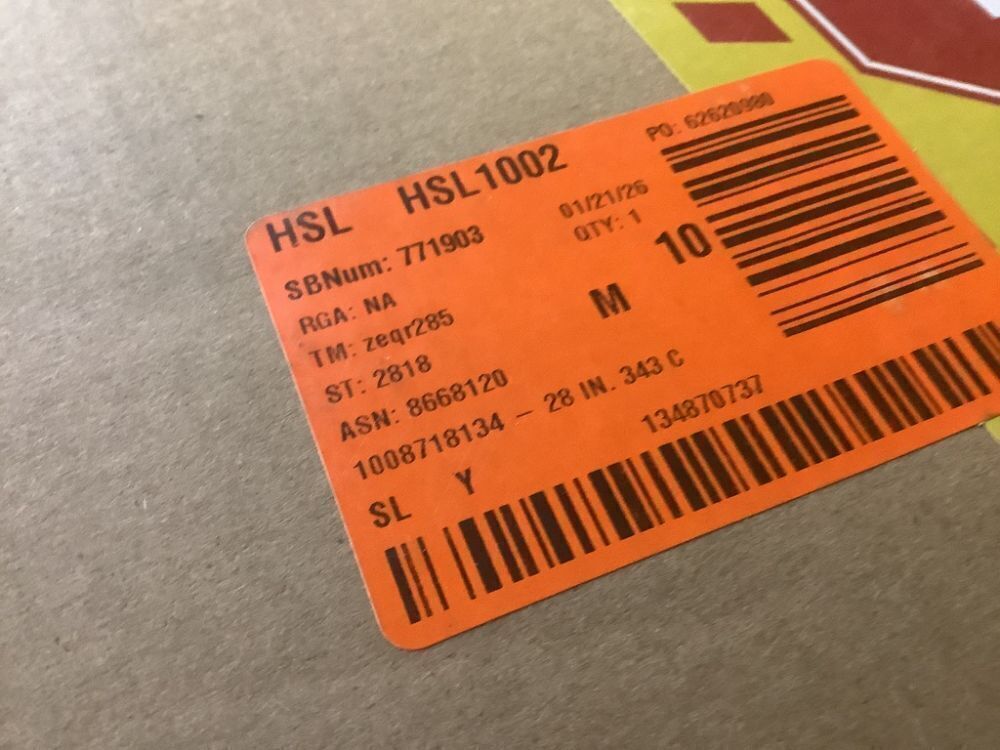 HSL HSL1002
PO: 62620980
SBNum: 771903
01/21/26
RGA: NA
QTY: 1
10
TM: zeqr285
M
ST: 2818
ASN: 8668120
1008718134 - 28 IN. 343 C
134870737
SL Y